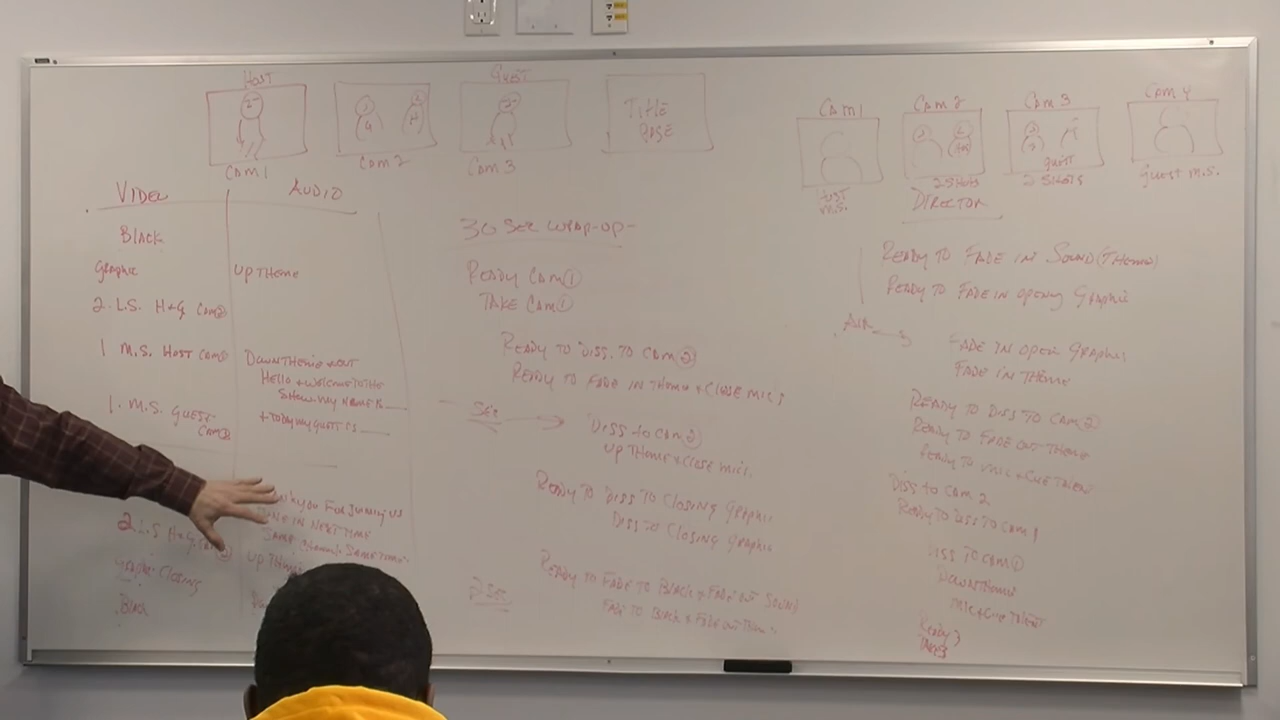 HOST
CAM 1
CAM 2
GUEST
CAM 3
TITLE
PAGE
CAM 1
HOST
M.S.
CAM 2
2 SHOTS
CAM 3
GUEST
2 SHOTS
CAM 4
GUEST M.S.
VIDEO
AUDIO
BLACK
GRAPHIC
UP THEME
2. L.S. H+G CAM 2
1 M.S. HOST CAM
DOWN THEME + OUT
HELLO + WELCOME TO THE
SHOW. MY NAME IS
1. M.S. GUEST
CAM
+ TODAY MY GUEST IS
YOU FOR JOINING US
IN NEXT TIME
SAME SAME TIME
2 L.S H+G
UP THEME
CLOSING
BLACK
30 SEC WRAP-UP
READY CAM 1
TAKE CAM 1
READY TO DISS. TO CAM 2
READY TO FADE IN THEME + CLOSE MICS
5 SEC
DISS TO CAM 2
UP THEME + CLOSE MICS.
READY TO DISS TO CLOSING GRAPHIC
DISS TO CLOSING GRAPHIC
2 SEC
READY TO FADE TO BLACK + FADE OUT SOUND
FADE TO BLACK + FADE OUT THEME
DIRECTOR
READY TO FADE IN SOUND (THEME)
READY TO FADE IN OPENING GRAPHIC
AIR
FADE IN OPEN GRAPHIC
FADE IN THEME
READY TO DISS TO CAM 2
READY TO FADE OUT THEME
READY TO MIC + CUE TALENT
DISS TO CAM 2
READY TO DISS TO CAM 1
DISS TO CAM 1
DOWN THEME
MIC + CUE TALENT
READY 3
TAKE 3